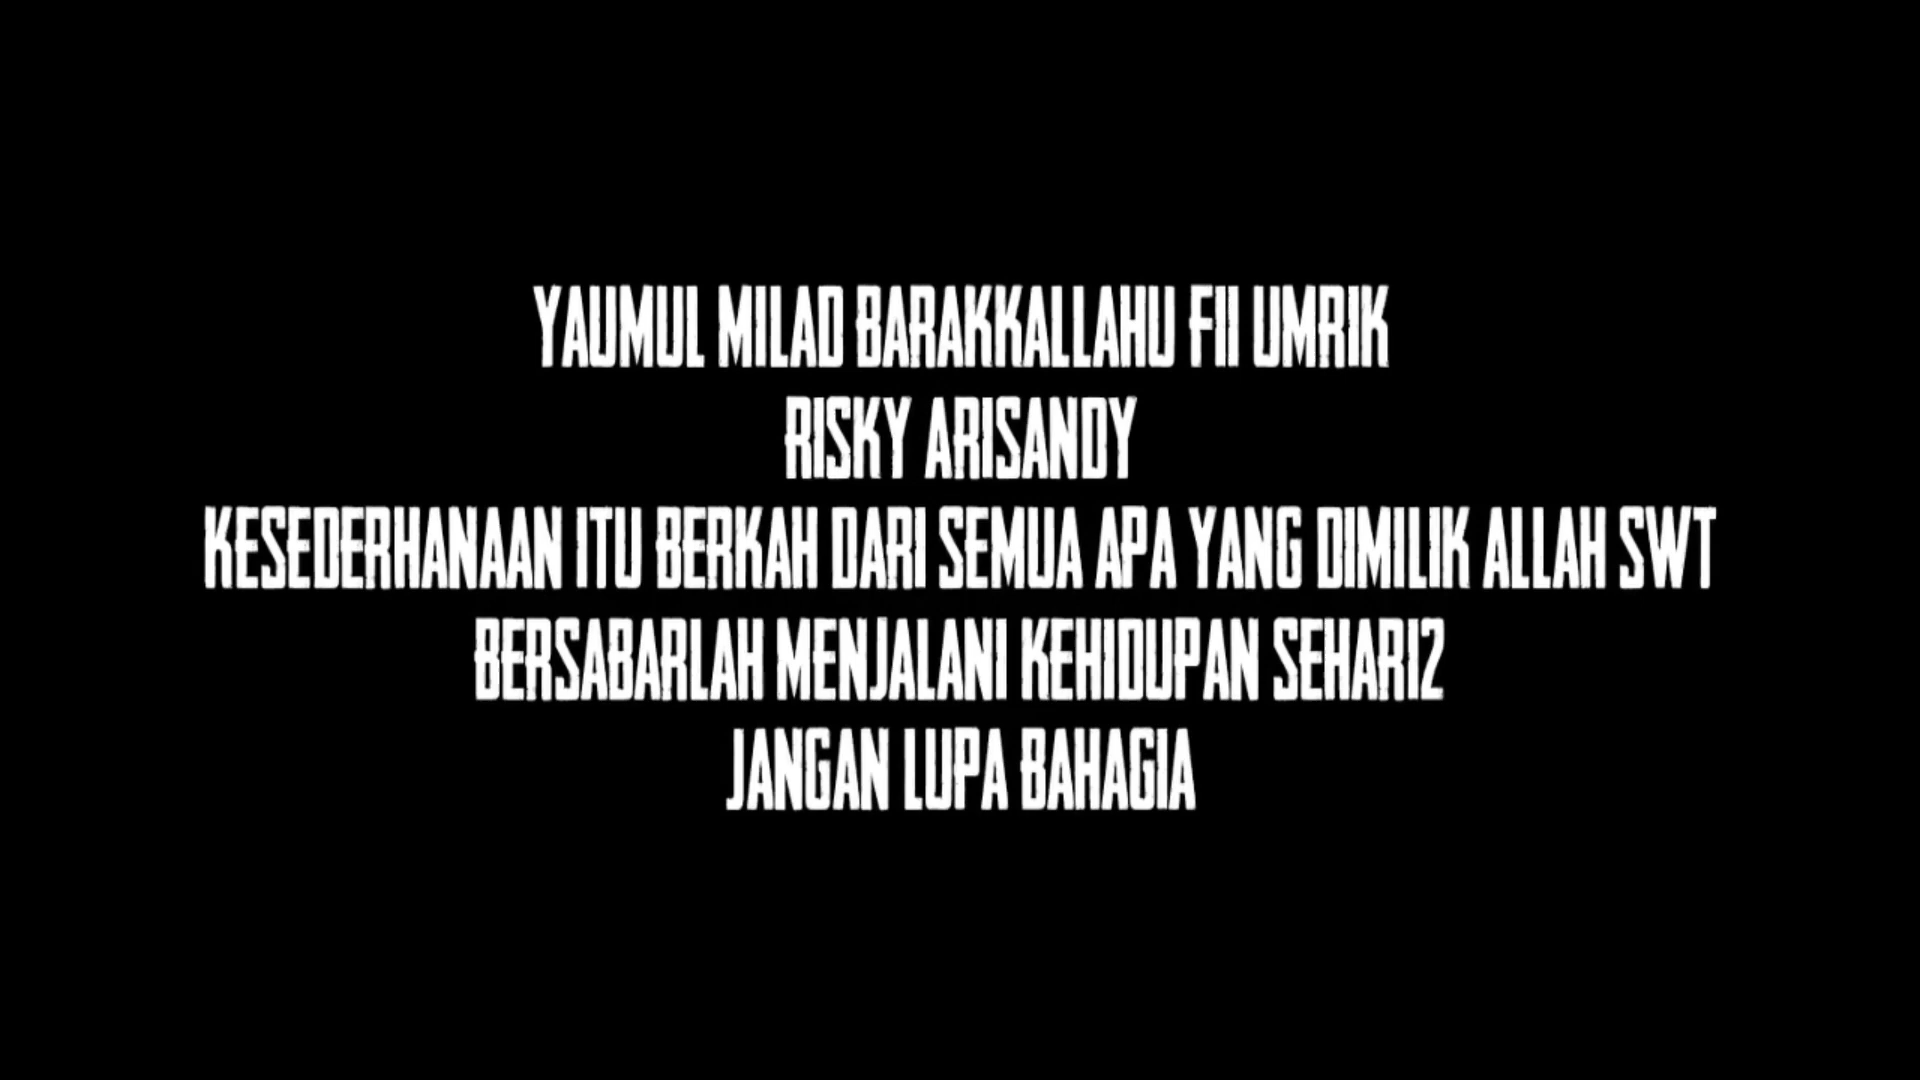 YAUMUL MILAD BARAKKALLAHU FII UMRIK
RISKY ARISANDY
KESEDERHANAAN ITU BERKAH DARI SEMUA APA YANG DIMILIK ALLAH SWT
BERSABARLAH MENJALANI KEHIDUPAN SEHARI2
JANGAN LUPA BAHAGIA